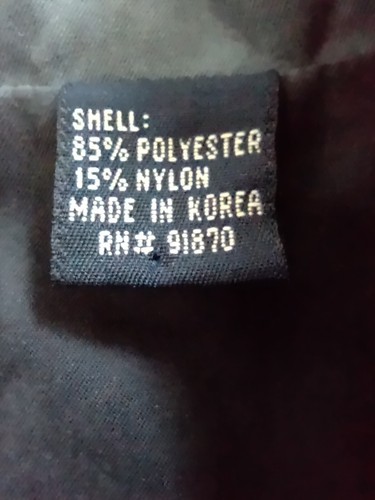 SHELL:
85% POLYESTER
15% NYLON
MADE IN KOREA
RN# 91870